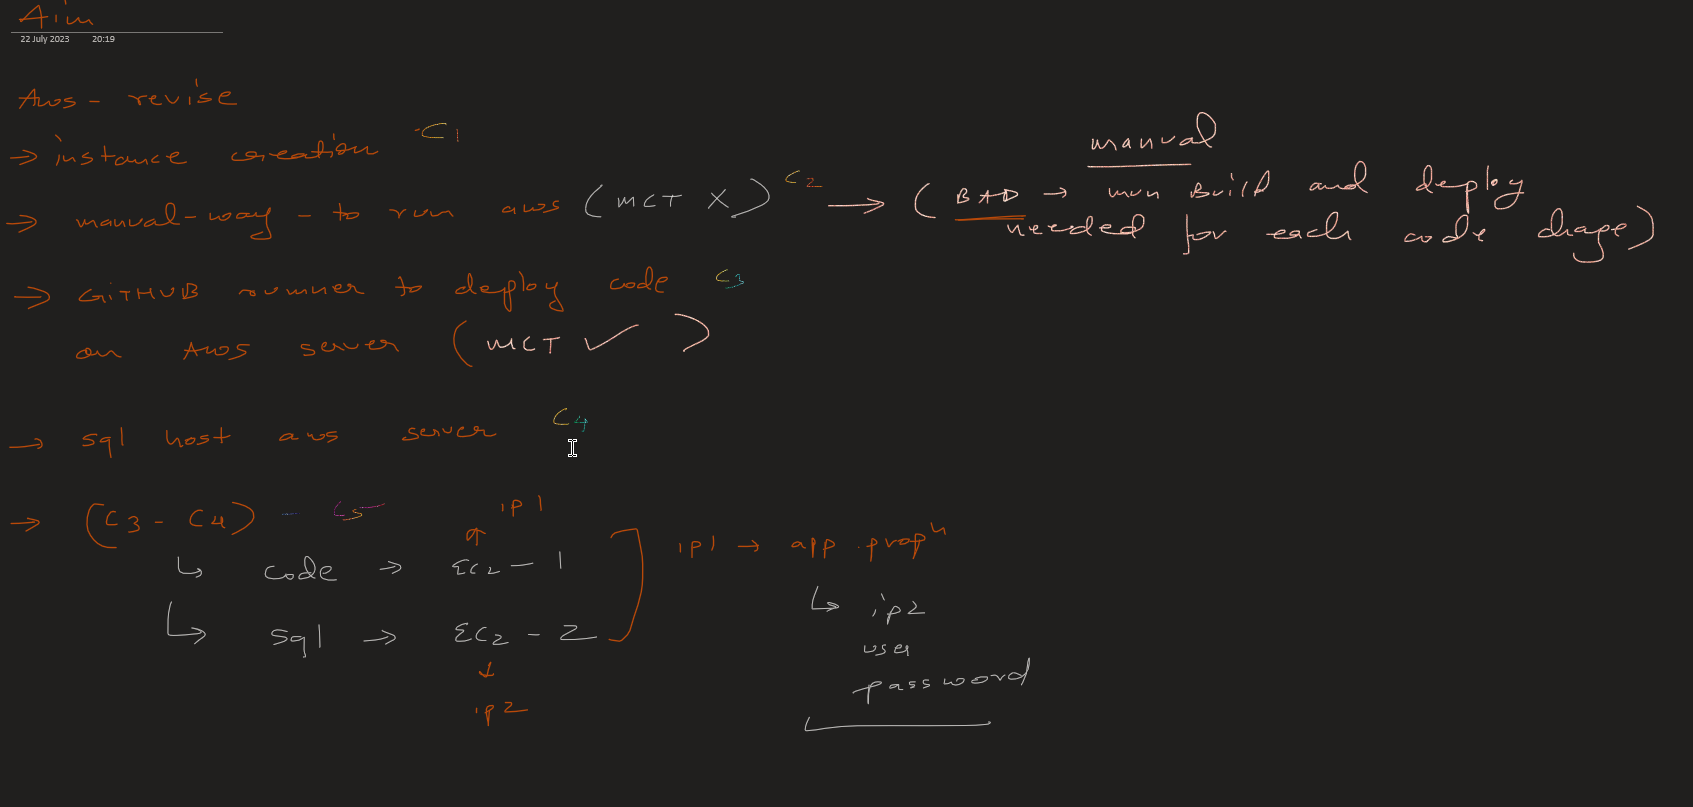 Aim
22 July 2023 20:19
Aws - revise
→ instance creation - C1
→ manual-way - to run aws (MCT X) C2 → (BAD → mvn Build and deploy
manual
needed for each code change)
→ GITHUB runner to deploy code C3
on AWS server (MCT ✓)
→ sql host aws server C4
→ (C3 - C4) - C5
ip1
↳ code → EC2 - 1
ip1 → app.prop
↳ sql → EC2 - 2
↳ ip2
user
password
ip2